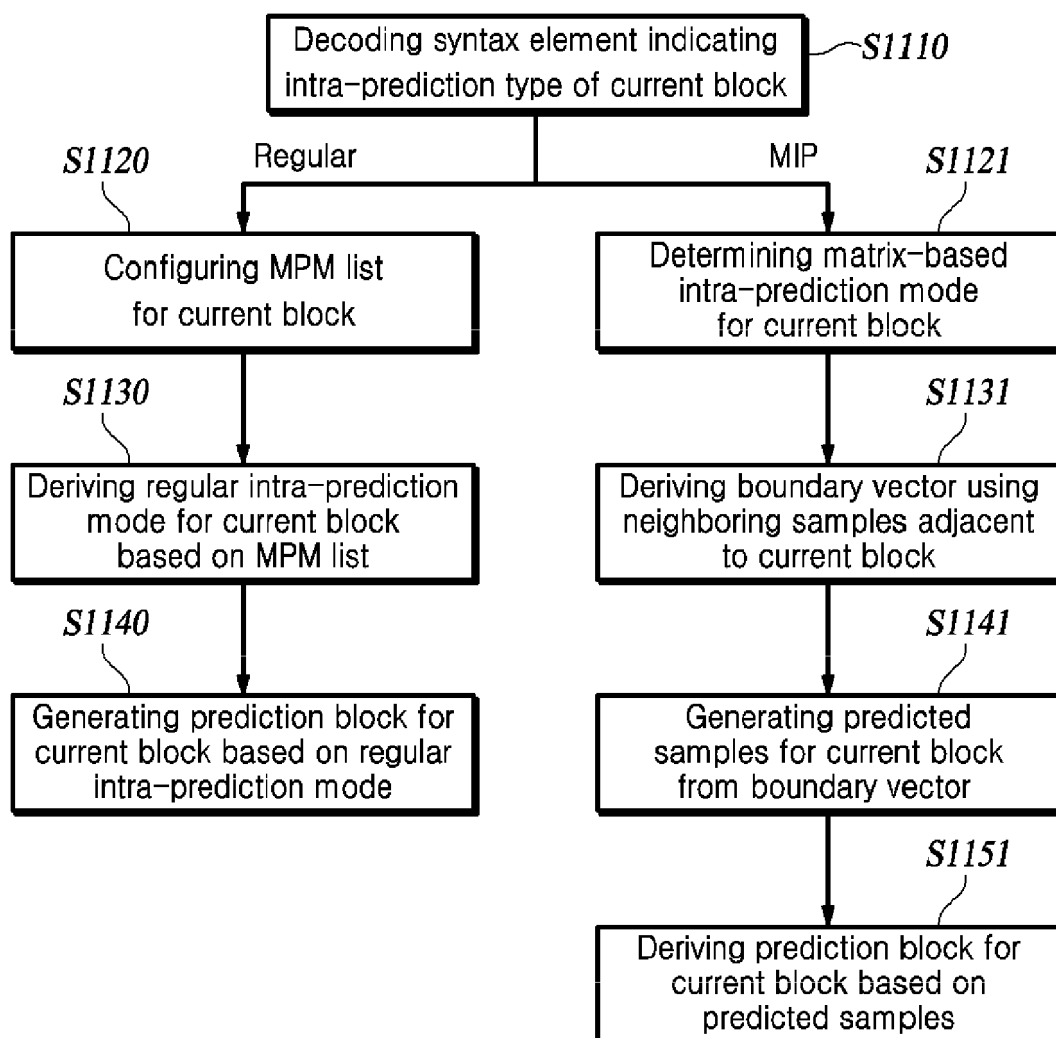 Decoding syntax element indicating
intra-prediction type of current block
S1110
Regular
MIP
S1120
S1121
Configuring MPM list
for current block
Determining matrix-based
intra-prediction mode
for current block
S1130
S1131
Deriving regular intra-prediction
mode for current block
based on MPM list
Deriving boundary vector using
neighboring samples adjacent
to current block
S1140
S1141
Generating prediction block for
current block based on regular
intra-prediction mode
Generating predicted
samples for current block
from boundary vector
S1151
Deriving prediction block for
current block based on
predicted samples